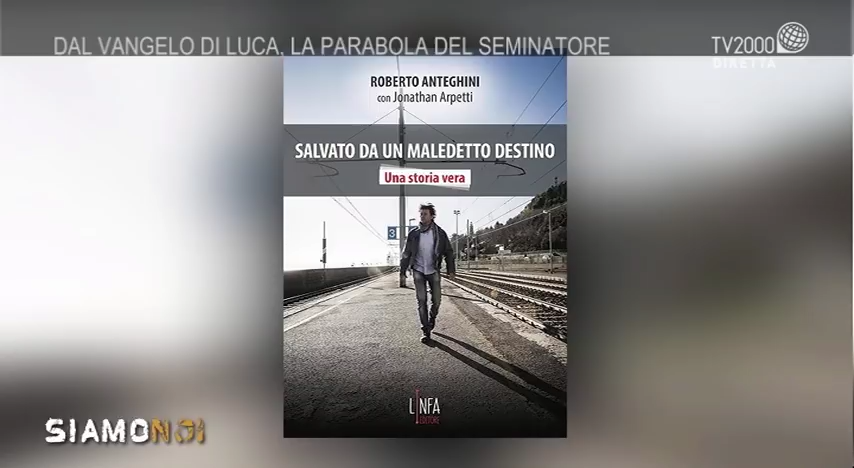 DAL VANGELO DI LUCA. LA PARABOLA DEL SEMINATORE
TV2000
DIRETTA
ROBERTO ANTEGHINI
con Jonathan Arpetti
SALVATO DA UN MALEDETTO DESTINO
Una storia vera
3
LINFA
EDITORE
SIAMONOI